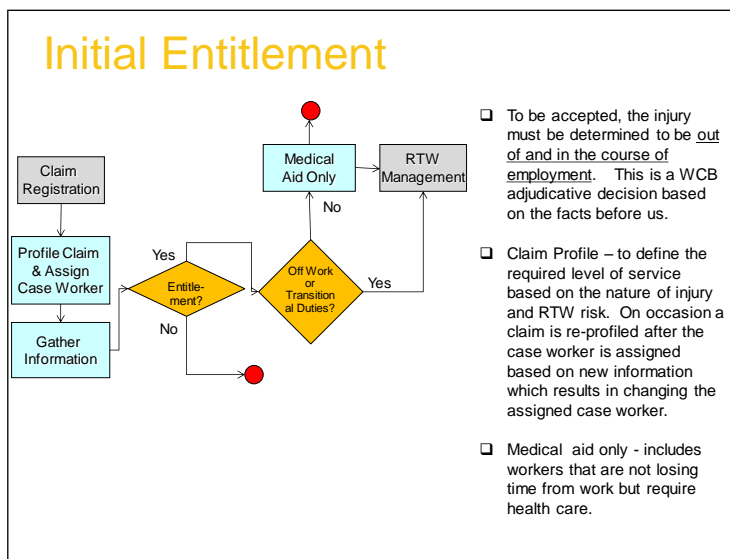 Initial Entitlement
Claim
Registration
Profile Claim
& Assign
Case Worker
Gather
Information
Yes
Entitle-
ment?
No
Medical
Aid Only
No
Off Work
or
Transition
al Duties?
Yes
RTW
Management
To be accepted, the injury
must be determined to be out
of and in the course of
employment. This is a WCB
adjudicative decision based
on the facts before us.
Claim Profile – to define the
required level of service
based on the nature of injury
and RTW risk. On occasion a
claim is re-profiled after the
case worker is assigned
based on new information
which results in changing the
assigned case worker.
Medical aid only - includes
workers that are not losing
time from work but require
health care.